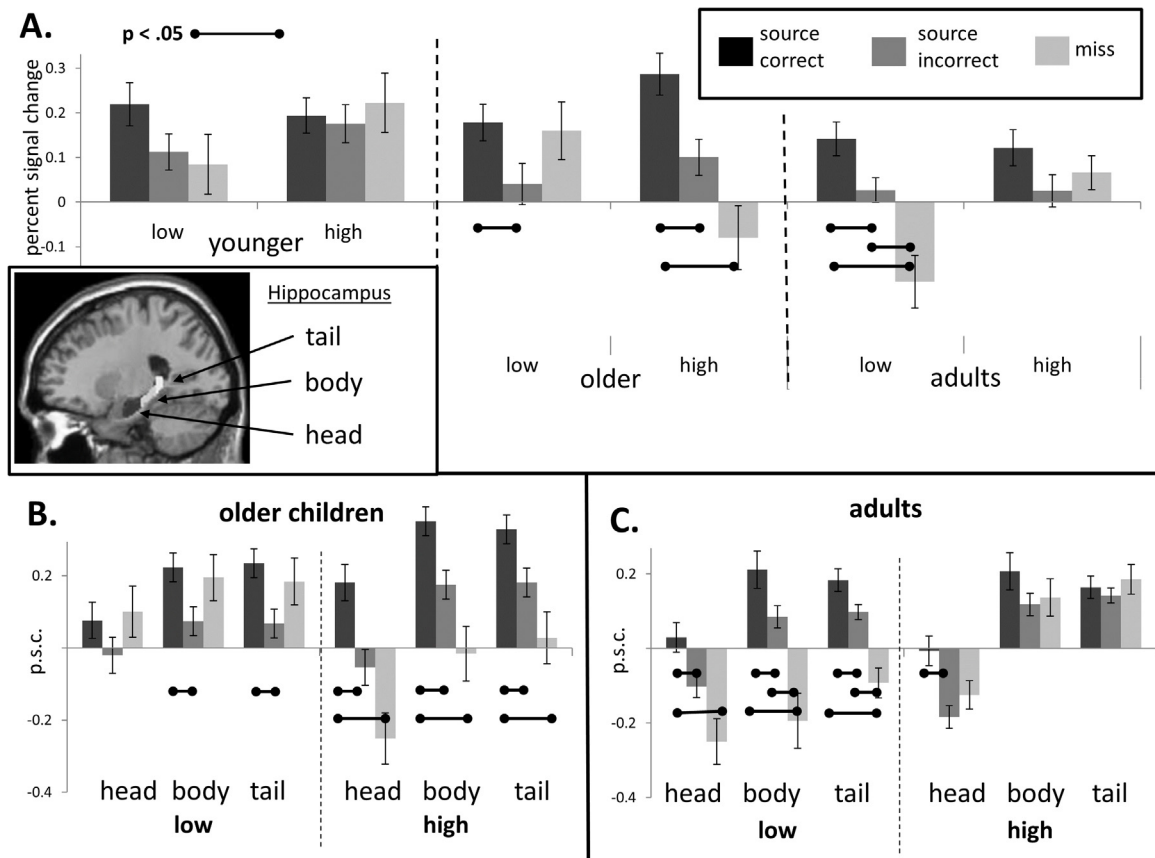 A.
p < .05
source correct
source incorrect
miss
percent signal change
0.3
0.2
0.1
0
-0.1
low
younger
high
low
older
high
low
adults
high
Hippocampus
tail
body
head
B.
older children
p.s.c.
0.2
-0.2
-0.4
head body tail
low
head body tail
high
C.
adults
p.s.c.
0.2
-0.2
-0.4
head body tail
low
head body tail
high